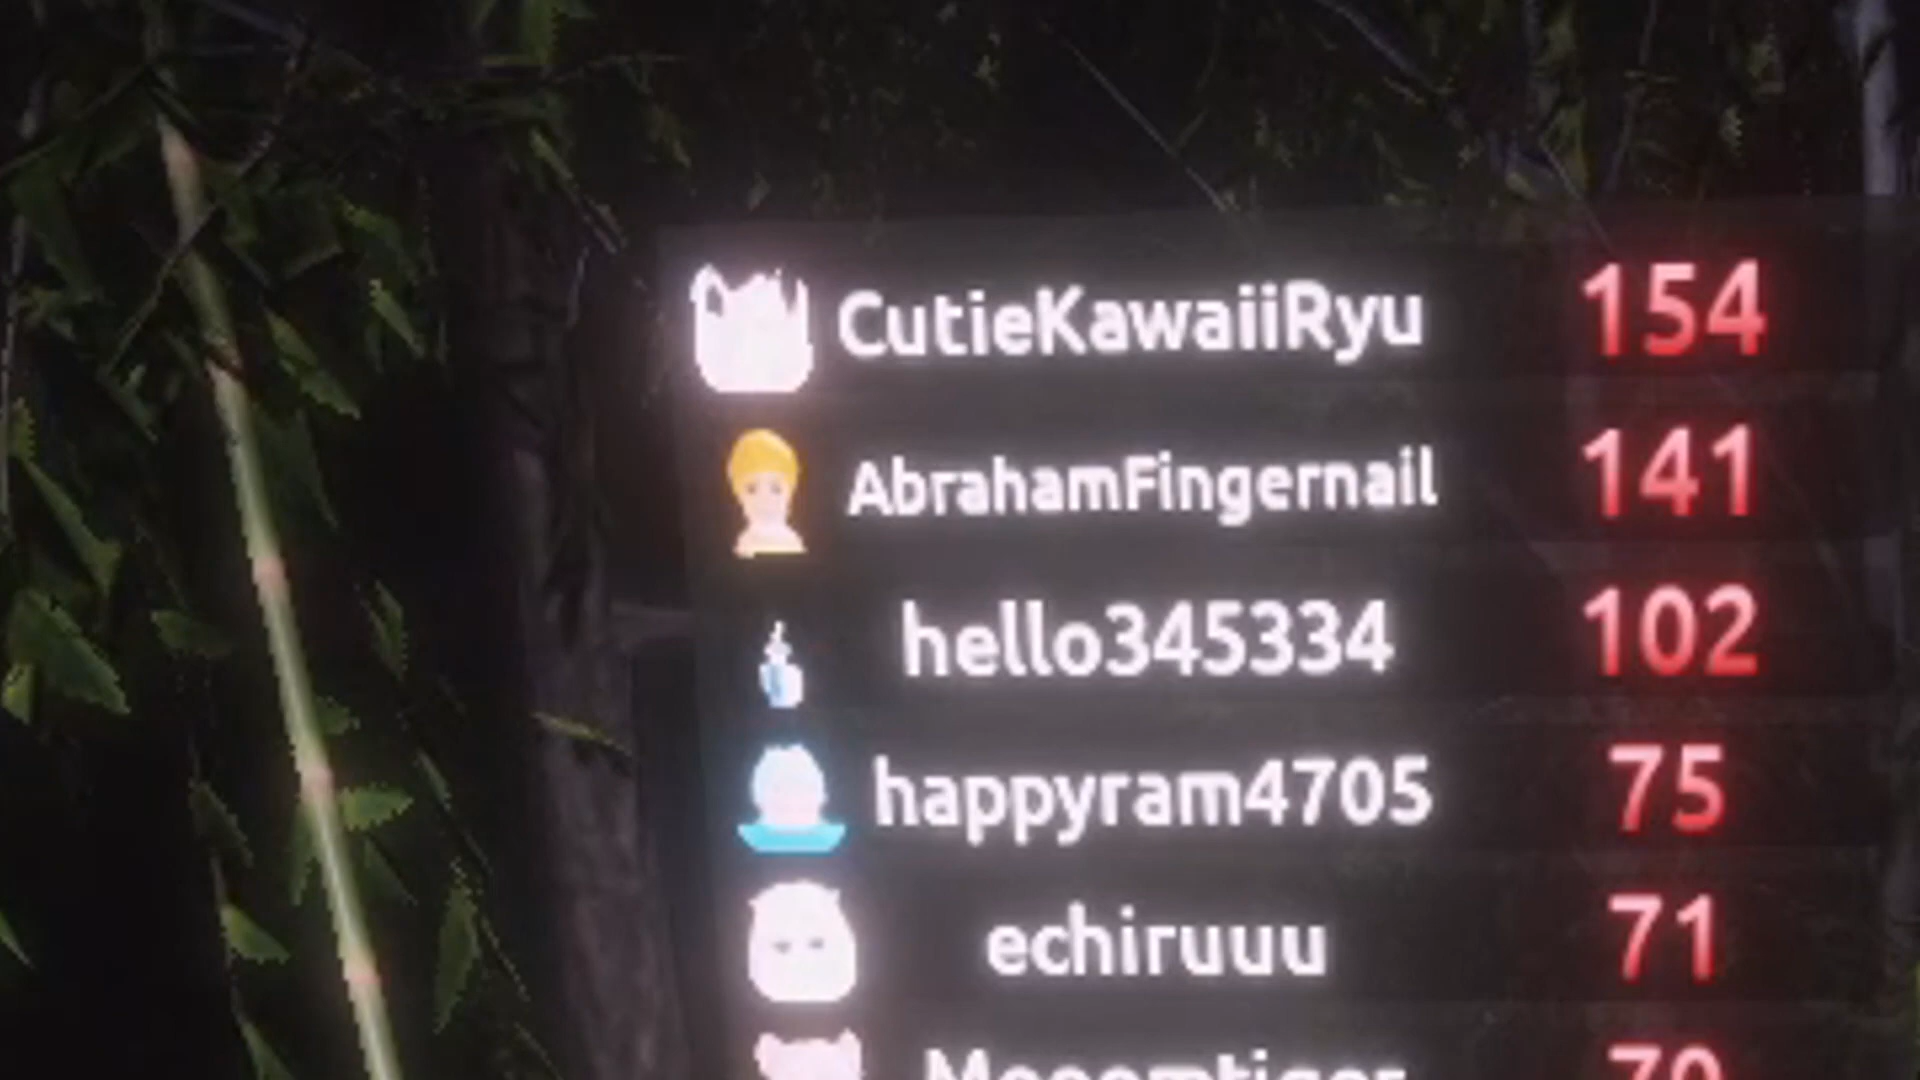 CutieKawaiiRyu 154
AbrahamFingernail 141
hello345334 102
happyram4705 75
echiruuu 71